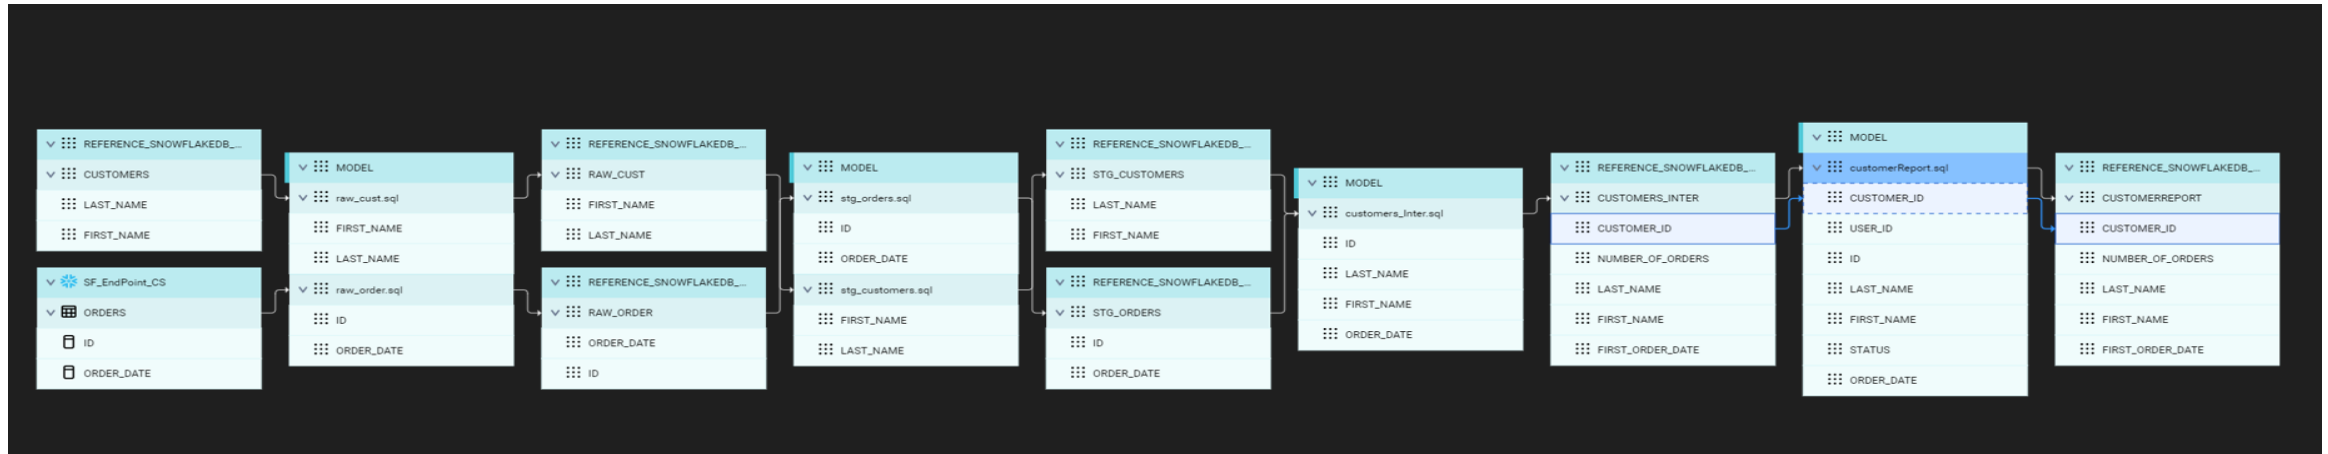 REFERENCE_SNOWFLAKEDB_...
CUSTOMERS
LAST_NAME
FIRST_NAME
SF_EndPoint_CS
ORDERS
ID
ORDER_DATE
MODEL
raw_cust.sql
FIRST_NAME
LAST_NAME
raw_order.sql
ID
ORDER_DATE
REFERENCE_SNOWFLAKEDB_...
RAW_CUST
FIRST_NAME
LAST_NAME
REFERENCE_SNOWFLAKEDB_...
RAW_ORDER
ORDER_DATE
ID
MODEL
stg_orders.sql
ID
ORDER_DATE
stg_customers.sql
FIRST_NAME
LAST_NAME
REFERENCE_SNOWFLAKEDB_...
STG_CUSTOMERS
LAST_NAME
FIRST_NAME
REFERENCE_SNOWFLAKEDB_...
STG_ORDERS
ID
ORDER_DATE
MODEL
customers_Inter.sql
ID
LAST_NAME
FIRST_NAME
ORDER_DATE
REFERENCE_SNOWFLAKEDB_...
CUSTOMERS_INTER
CUSTOMER_ID
NUMBER_OF_ORDERS
LAST_NAME
FIRST_NAME
FIRST_ORDER_DATE
MODEL
customerReport.sql
CUSTOMER_ID
USER_ID
ID
LAST_NAME
FIRST_NAME
STATUS
ORDER_DATE
REFERENCE_SNOWFLAKEDB_...
CUSTOMERREPORT
CUSTOMER_ID
NUMBER_OF_ORDERS
LAST_NAME
FIRST_NAME
FIRST_ORDER_DATE